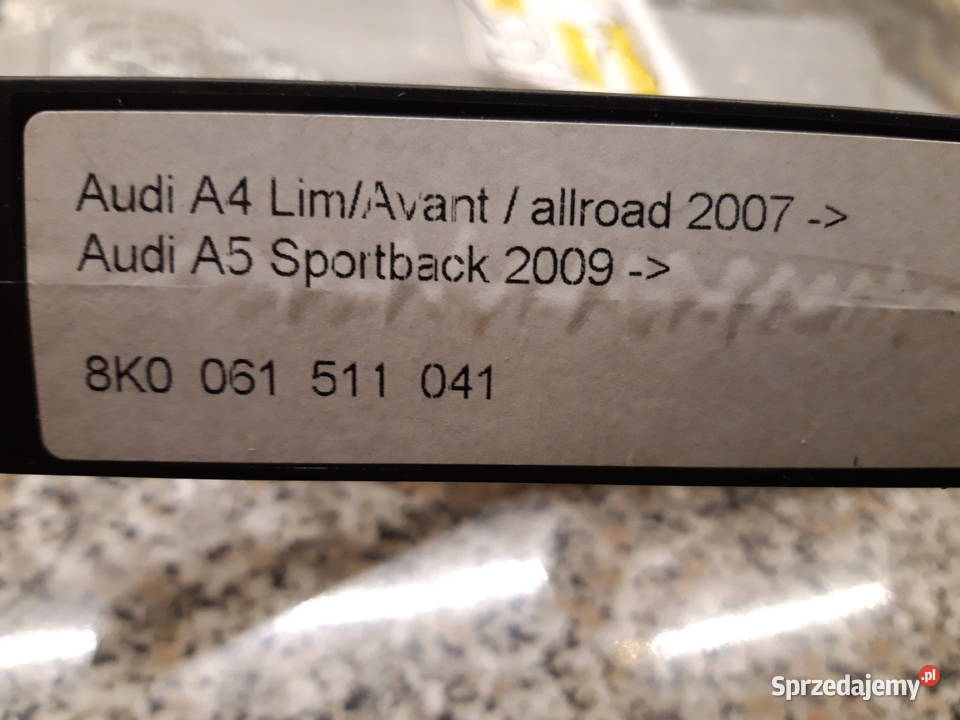 Audi A4 Lim/Avant / allroad 2007 ->
Audi A5 Sportback 2009 ->
8K0 061 511 041
Sprzedajemy.pl